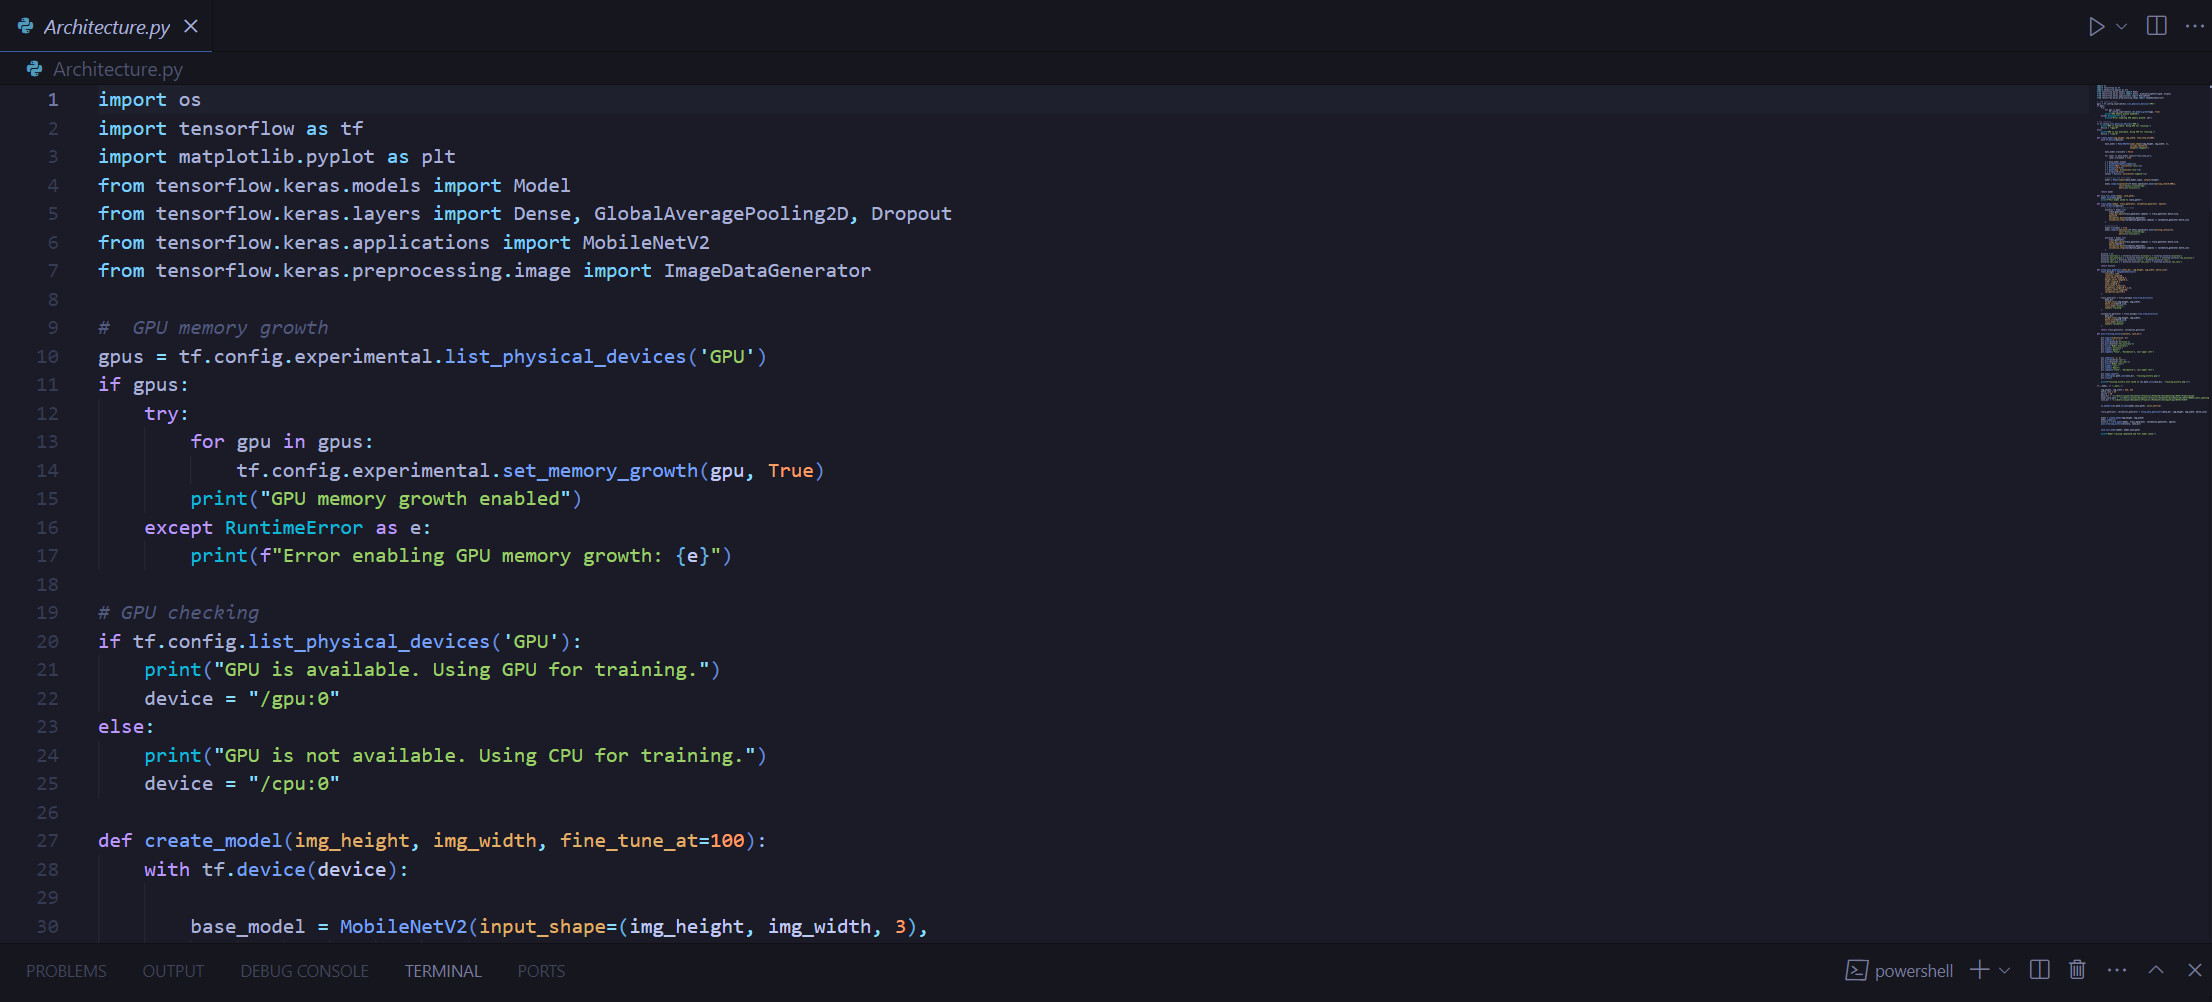 Architecture.py
Architecture.py
1 import os
2 import tensorflow as tf
3 import matplotlib.pyplot as plt
4 from tensorflow.keras.models import Model
5 from tensorflow.keras.layers import Dense, GlobalAveragePooling2D, Dropout
6 from tensorflow.keras.applications import MobileNetV2
7 from tensorflow.keras.preprocessing.image import ImageDataGenerator
8
9 #  GPU memory growth
10 gpus = tf.config.experimental.list_physical_devices('GPU')
11 if gpus:
12     try:
13         for gpu in gpus:
14             tf.config.experimental.set_memory_growth(gpu, True)
15         print("GPU memory growth enabled")
16     except RuntimeError as e:
17         print(f"Error enabling GPU memory growth: {e}")
18
19 # GPU checking
20 if tf.config.list_physical_devices('GPU'):
21     print("GPU is available. Using GPU for training.")
22     device = "/gpu:0"
23 else:
24     print("GPU is not available. Using CPU for training.")
25     device = "/cpu:0"
26
27 def create_model(img_height, img_width, fine_tune_at=100):
28     with tf.device(device):
29
30         base_model = MobileNetV2(input_shape=(img_height, img_width, 3),
PROBLEMS OUTPUT DEBUG CONSOLE TERMINAL PORTS powershell